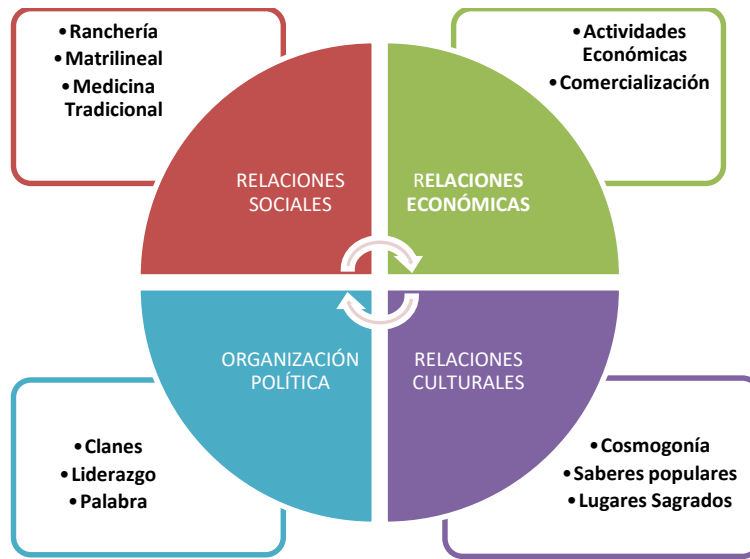 • Ranchería
• Matrilineal
• Medicina
Tradicional
• Actividades
Económicas
• Comercialización
RELACIONES
SOCIALES
RELACIONES
ECONÓMICAS
ORGANIZACIÓN
POLÍTICA
RELACIONES
CULTURALES
• Clanes
• Liderazgo
• Palabra
• Cosmogonía
• Saberes populares
• Lugares Sagrados